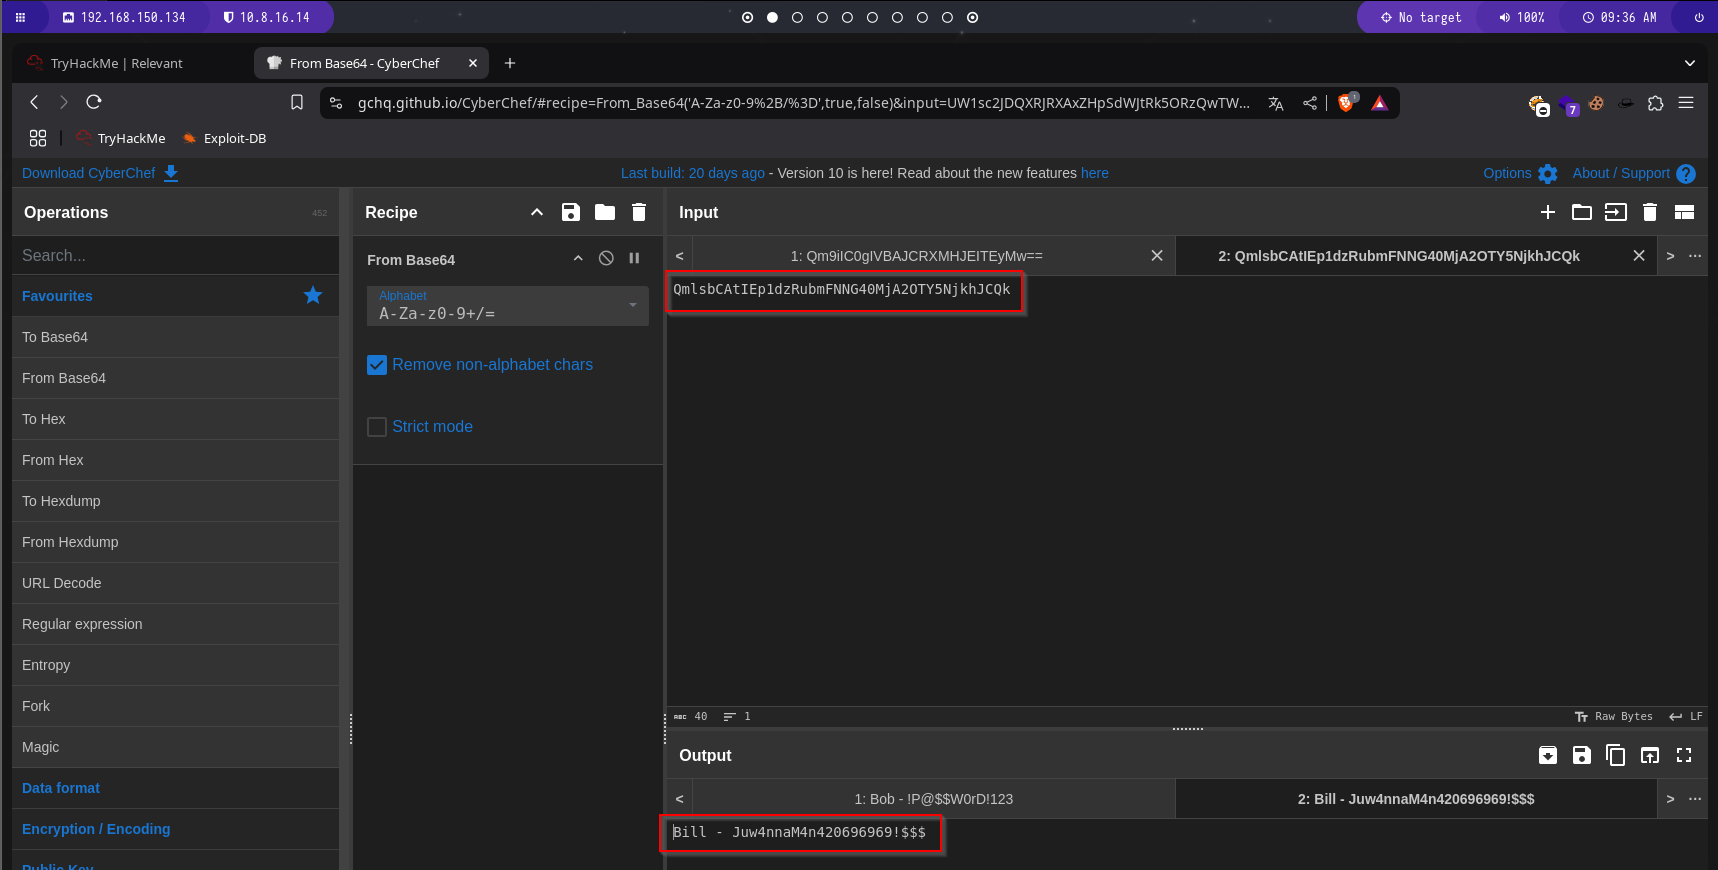 192.168.150.134
10.8.16.14
No target
100%
09:36 AM
TryHackMe | Relevant
From Base64 - CyberChef
gchq.github.io/CyberChef/#recipe=From_Base64('A-Za-z0-9%2B/%3D',true,false)&input=UW1sc2JDQXRJRXAxZHpSdWJtRk5ORzQwTW...
1
7
TryHackMe
Exploit-DB
Download CyberChef
Last build: 20 days ago - Version 10 is here! Read about the new features here
Options
About / Support
Operations
452
Recipe
Input
Search...
From Base64
1: Qm9iIC0gIVBAJCRXMHJEITEyMw==
2: QmlsbCAtIEp1dzRubmFNNG40MjA2OTY5NjkhJCQk
QmlsbCAtIEp1dzRubmFNNG40MjA2OTY5NjkhJCQk
Favourites
Alphabet
A-Za-z0-9+/=
To Base64
Remove non-alphabet chars
From Base64
To Hex
Strict mode
From Hex
To Hexdump
From Hexdump
URL Decode
Regular expression
Entropy
Fork
Magic
Data format
Encryption / Encoding
Public Key
ABC 40
1
Raw Bytes
LF
Output
1: Bob - !P@$$W0rD!123
2: Bill - Juw4nnaM4n420696969!$$$
Bill - Juw4nnaM4n420696969!$$$